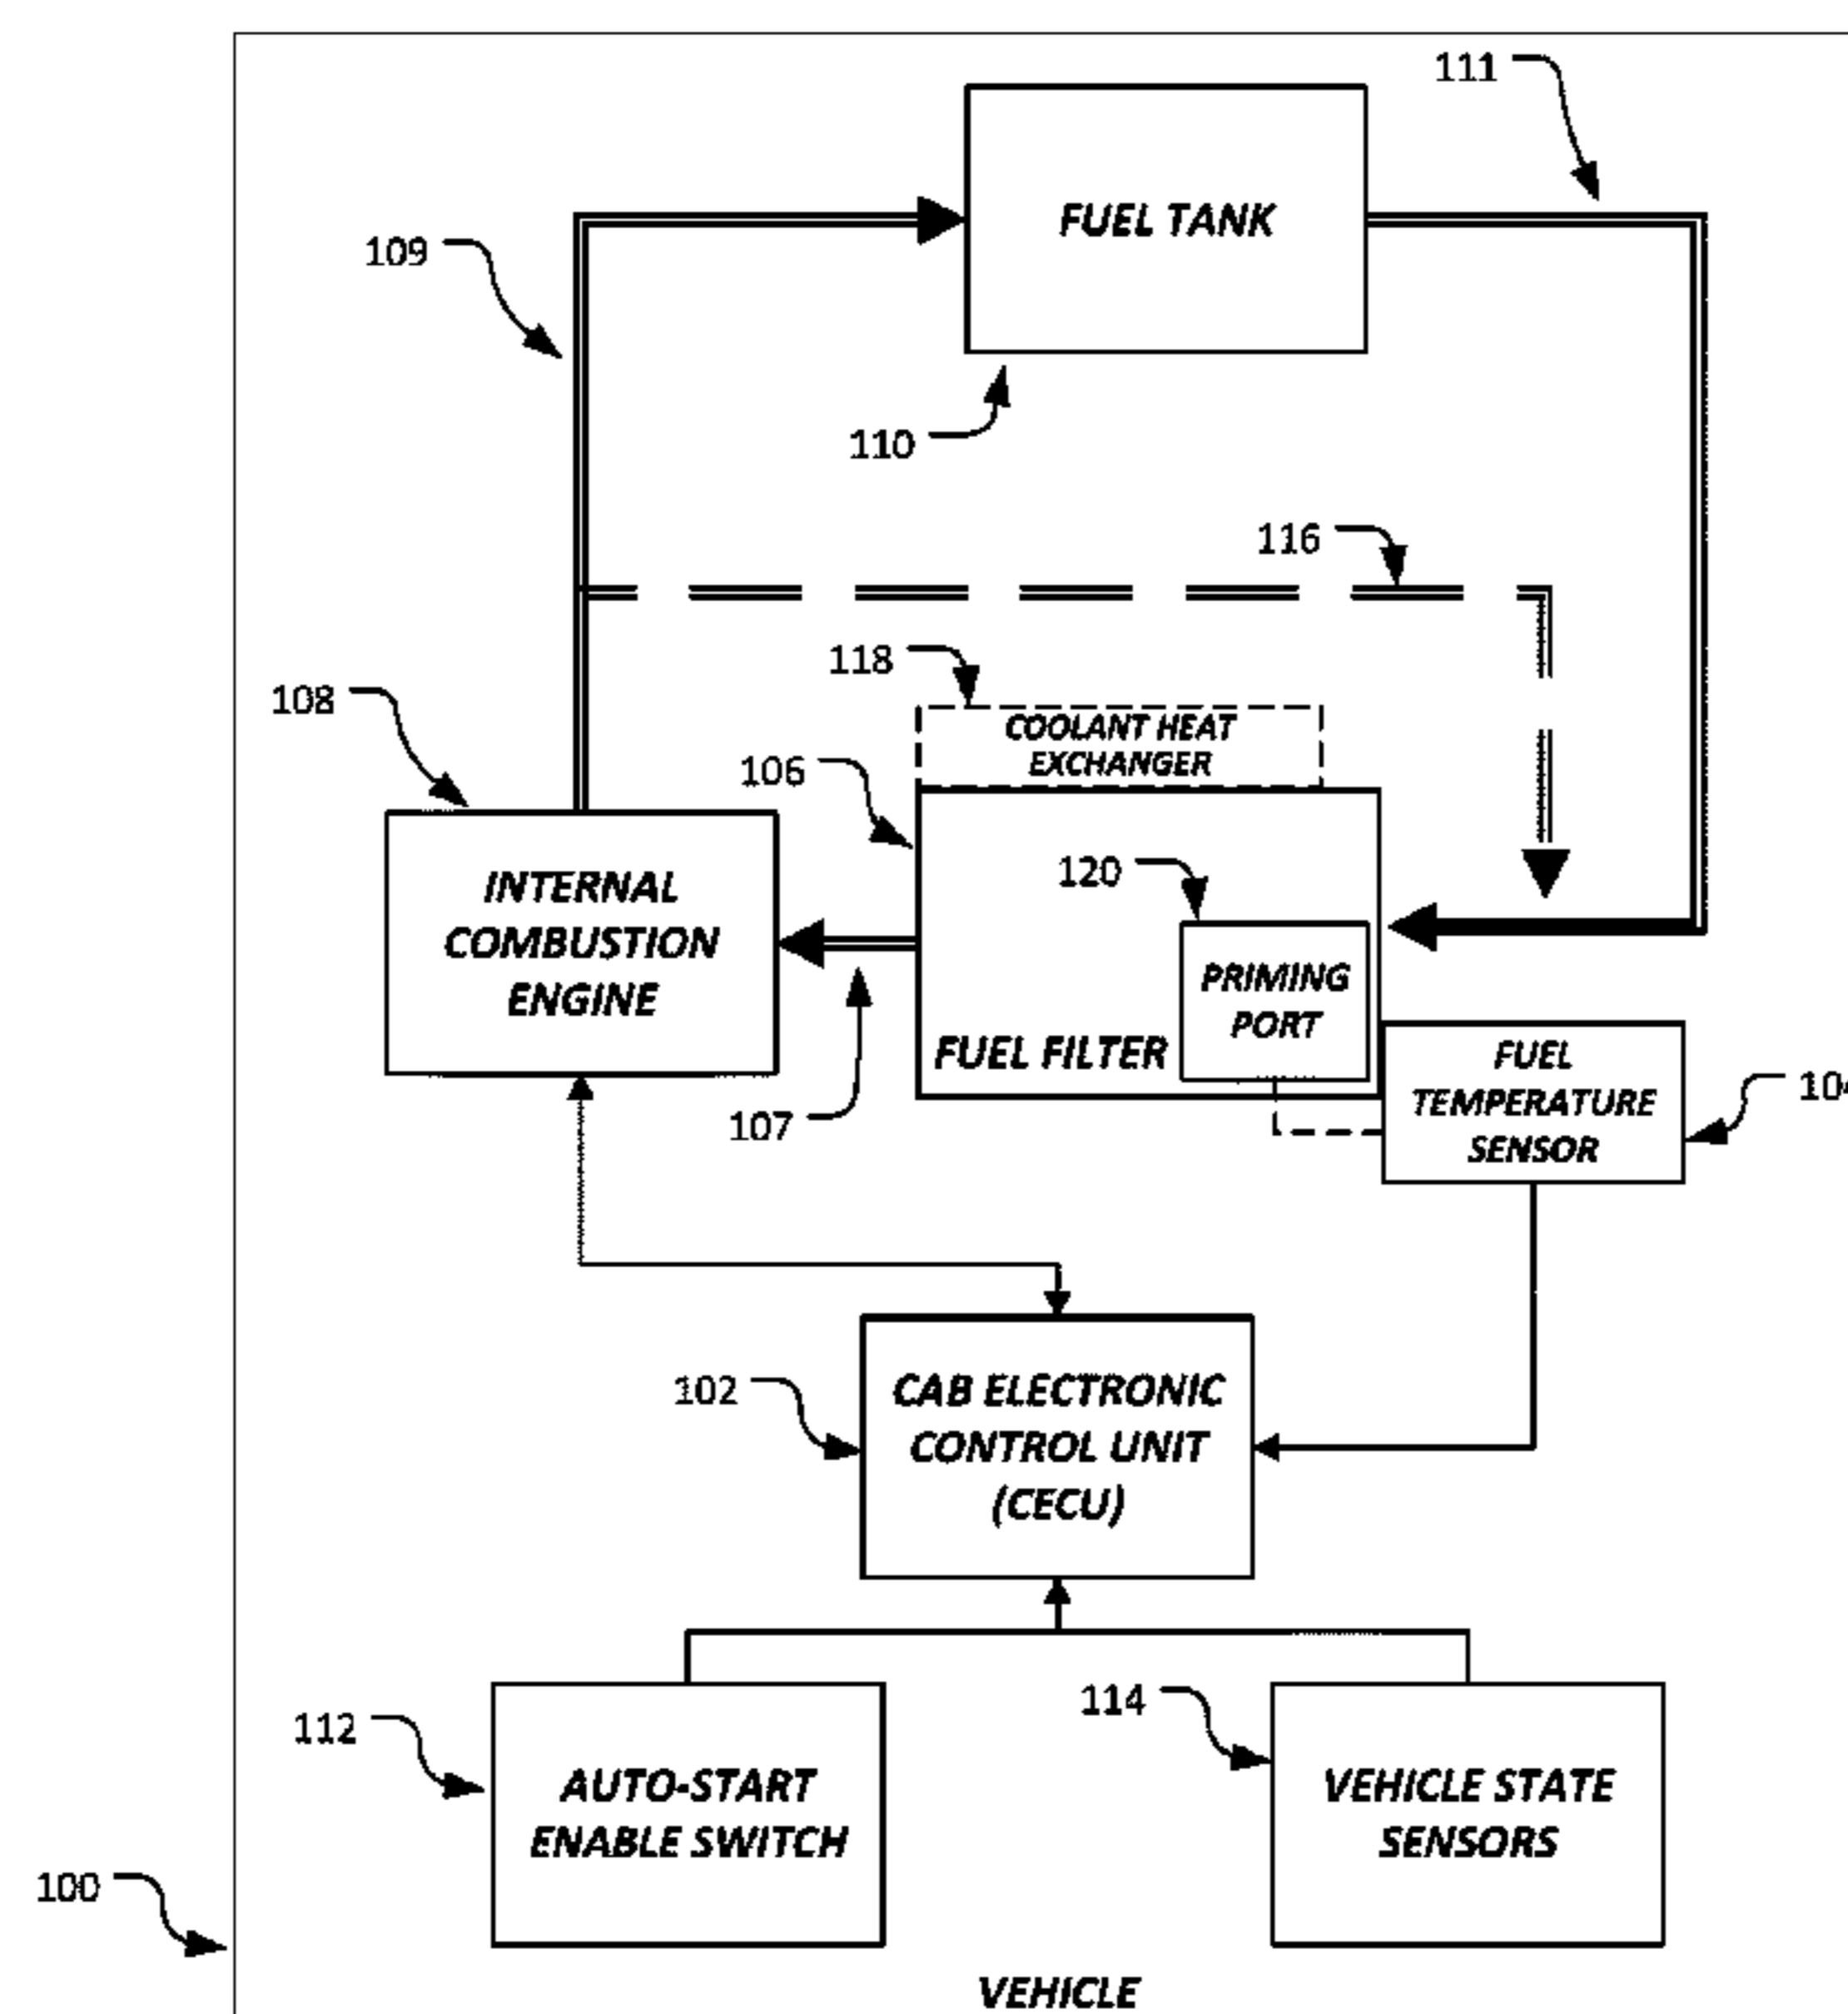 111
FUEL TANK
109
110
116
118
COOLANT HEAT
EXCHANGER
108
106
120
INTERNAL
COMBUSTION
ENGINE
PRIMING
PORT
FUEL FILTER
107
FUEL
TEMPERATURE
SENSOR
102
CAB ELECTRONIC
CONTROL UNIT
(CECU)
112
AUTO-START
ENABLE SWITCH
114
VEHICLE STATE
SENSORS
100
VEHICLE